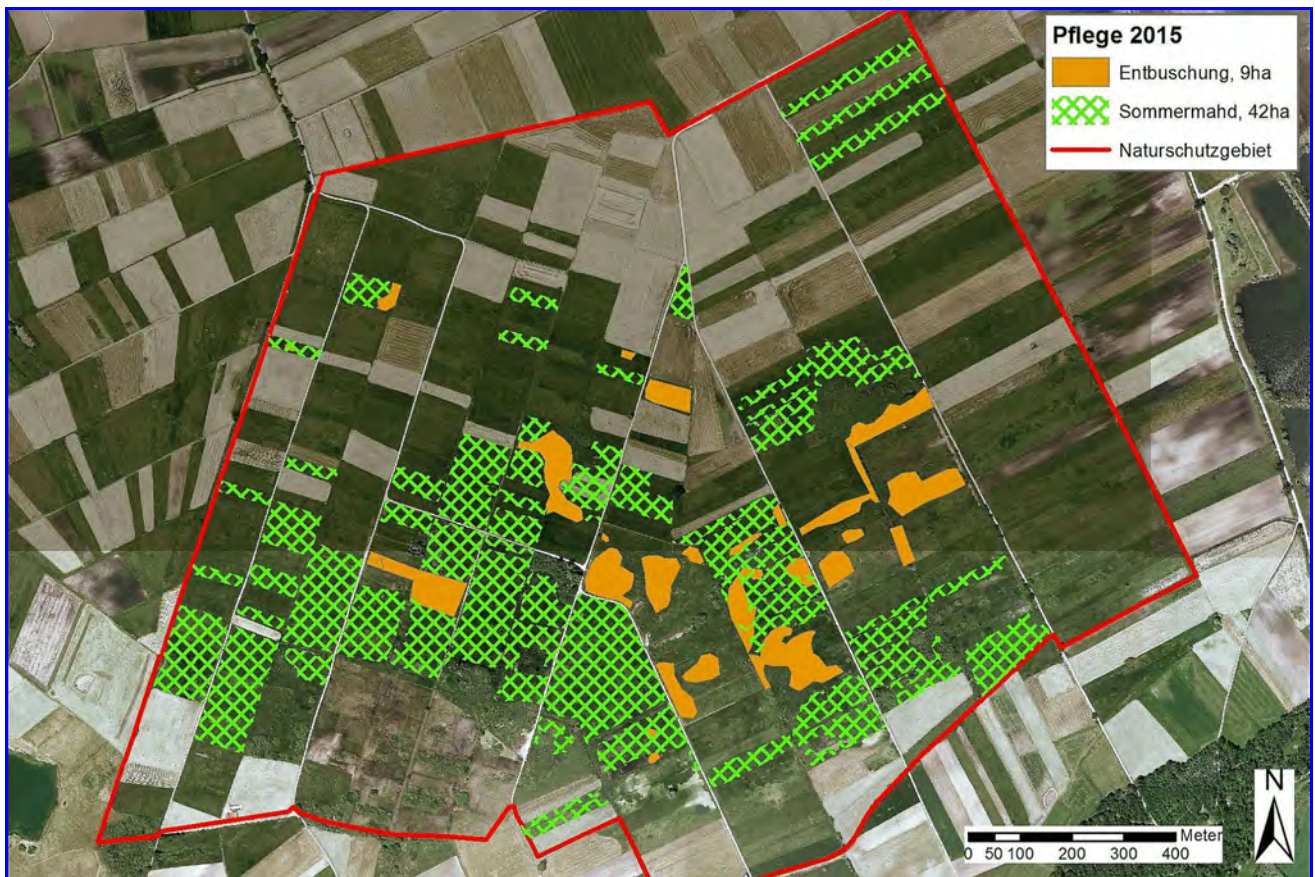 Pflege 2015
Entbuschung, 9ha
Sommermahd, 42ha
Naturschutzgebiet
N
Meter
0 50 100 200 300 400